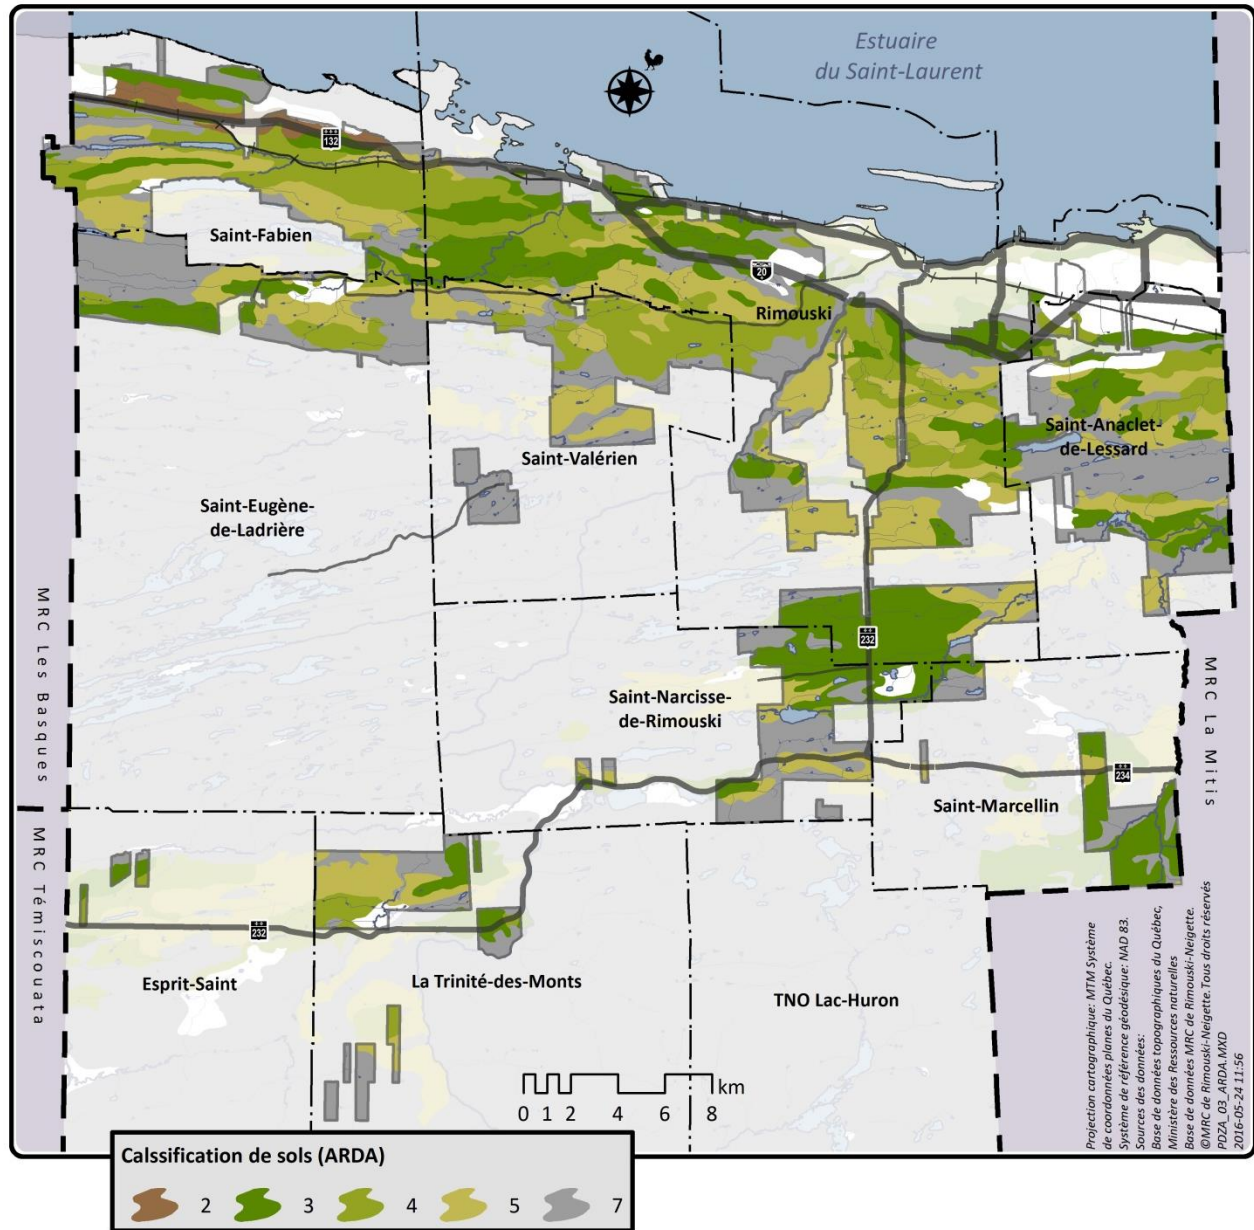 Estuaire
du Saint-Laurent
132
Saint-Fabien
20
Rimouski
Saint-Anaclet-
de-Lessard
Saint-Valérien
Saint-Eugène-
de-Ladrière
MRC Les Basques
232
MRC La Mitis
Saint-Narcisse-
de-Rimouski
234
Saint-Marcellin
MRC Témiscouata
232
Esprit-Saint
La Trinité-des-Monts
TNO Lac-Huron
km
0 1 2 4 6 8
Projection cartographique: MTM Système
de coordonnées planes du Québec.
Système de référence géodésique: NAD 83.
Sources des données:
Base de données topographiques du Québec,
Ministère des Ressources naturelles
Base de données MRC de Rimouski-Neigette.
©MRC de Rimouski-Neigette.Tous droits réservés
PDZA_03_ARDA.MXD
2016-05-24 11:56
Calssification de sols (ARDA)
2 3 4 5 7